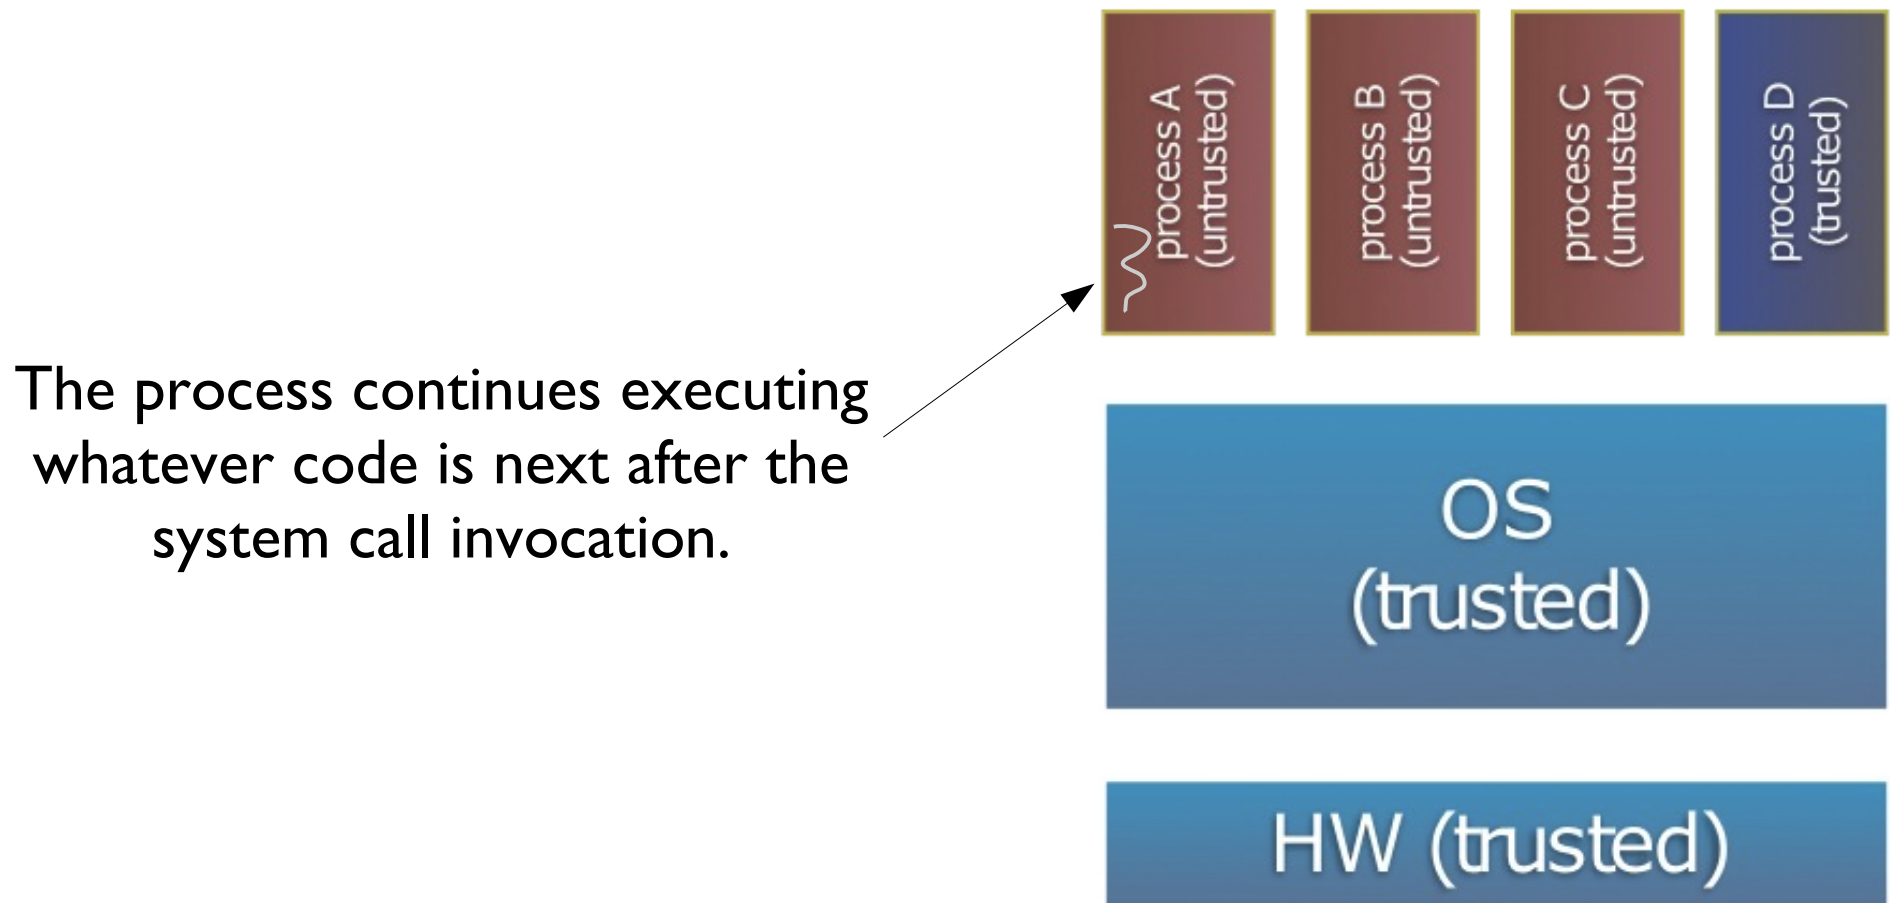 process A
(untrusted)
process B
(untrusted)
process C
(untrusted)
process D
(trusted)
The process continues executing
whatever code is next after the
system call invocation.
OS
(trusted)
HW (trusted)